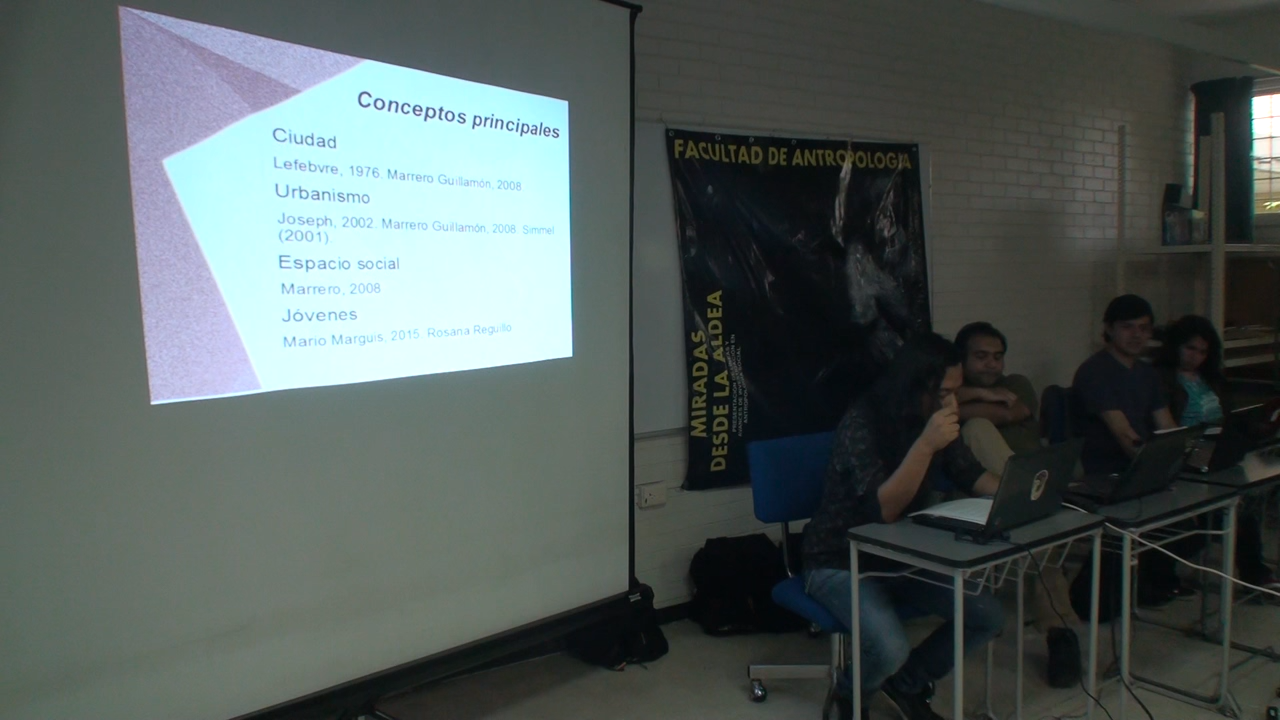 Conceptos principales
Ciudad
Lefebvre, 1976. Marrero Guillamón, 2008
Urbanismo
Joseph, 2002. Marrero Guillamón, 2008. Simmel
(2001)
Espacio social
Marrero, 2008
Jóvenes
Mario Marguis, 2015. Rosana Reguillo
FACULTAD DE ANTROPOLOGIA
MIRADAS
DESDE LA ALDEA